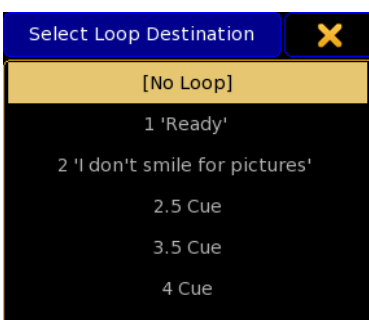 Select Loop Destination
[No Loop]
1 'Ready'
2 'I don't smile for pictures'
2.5 Cue
3.5 Cue
4 Cue